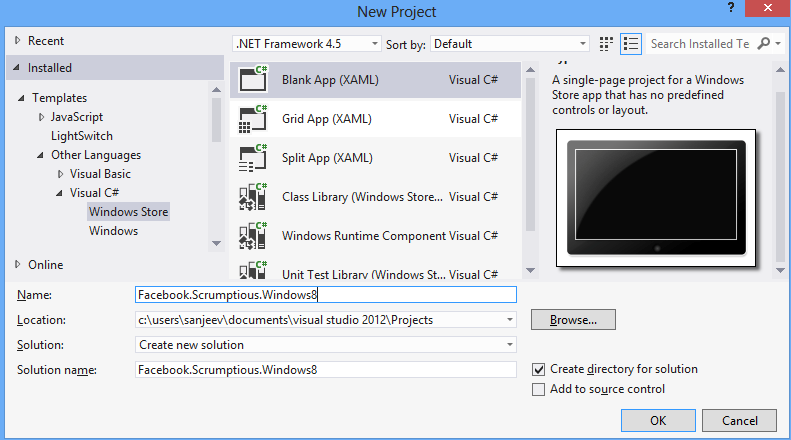 New Project
?
Recent
Installed
Templates
JavaScript
LightSwitch
Other Languages
Visual Basic
Visual C#
Windows Store
Windows
Online
.NET Framework 4.5
Sort by: Default
Search Installed Te
C# Blank App (XAML) Visual C#
C# Grid App (XAML) Visual C#
C# Split App (XAML) Visual C#
C# Class Library (Windows Store... Visual C#
C# Windows Runtime Component Visual C#
C# Unit Test Library (Windows St... Visual C#
A single-page project for a Windows
Store app that has no predefined
controls or layout.
Name: Facebook.Scrumptious.Windows8
Location: c:\users\sanjeev\documents\visual studio 2012\Projects
Browse...
Solution: Create new solution
Solution name: Facebook.Scrumptious.Windows8
Create directory for solution
Add to source control
OK
Cancel